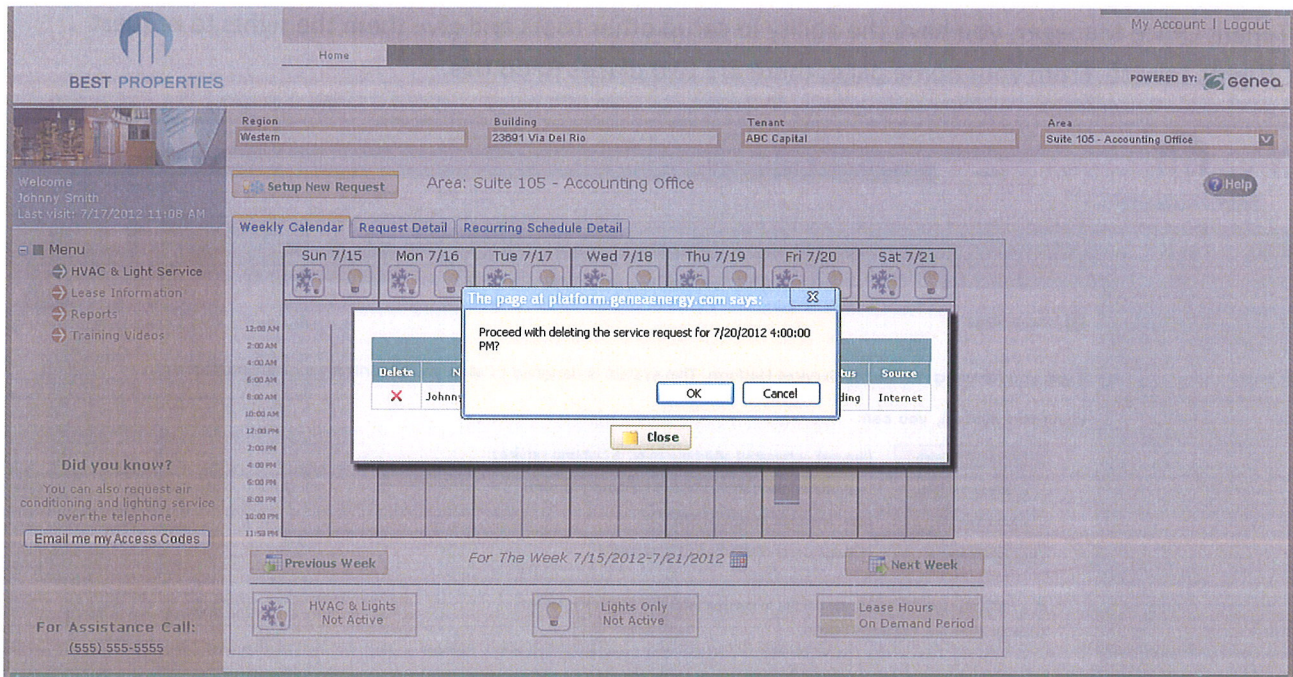 My Account | Logout
Home
BEST PROPERTIES
POWERED BY: Genea
Region
Western
Building
23691 Via Del Rio
Tenant
ABC Capital
Area
Suite 105 - Accounting Office
Welcome
Johnny Smith
Last visit: 7/17/2012 11:08 AM
Setup New Request
Area: Suite 105 - Accounting Office
Help
Weekly Calendar
Request Detail
Recurring Schedule Detail
Menu
HVAC & Light Service
Lease Information
Reports
Training Videos
Sun 7/15
Mon 7/16
Tue 7/17
Wed 7/18
Thu 7/19
Fri 7/20
Sat 7/21
The page at platform.geneaenergy.com says:
Proceed with deleting the service request for 7/20/2012 4:00:00
PM?
OK
Cancel
Delete
N
tus
Source
Johnny
ding
Internet
Close
12:00 AM
2:00 AM
4:00 AM
6:00 AM
8:00 AM
10:00 AM
12:00 PM
2:00 PM
4:00 PM
6:00 PM
8:00 PM
10:00 PM
11:59 PM
Did you know?
You can also request air
conditioning and lighting service
over the telephone.
Email me my Access Codes
Previous Week
For The Week 7/15/2012-7/21/2012
Next Week
HVAC & Lights
Not Active
Lights Only
Not Active
Lease Hours
On Demand Period
For Assistance Call:
(555) 555-5555